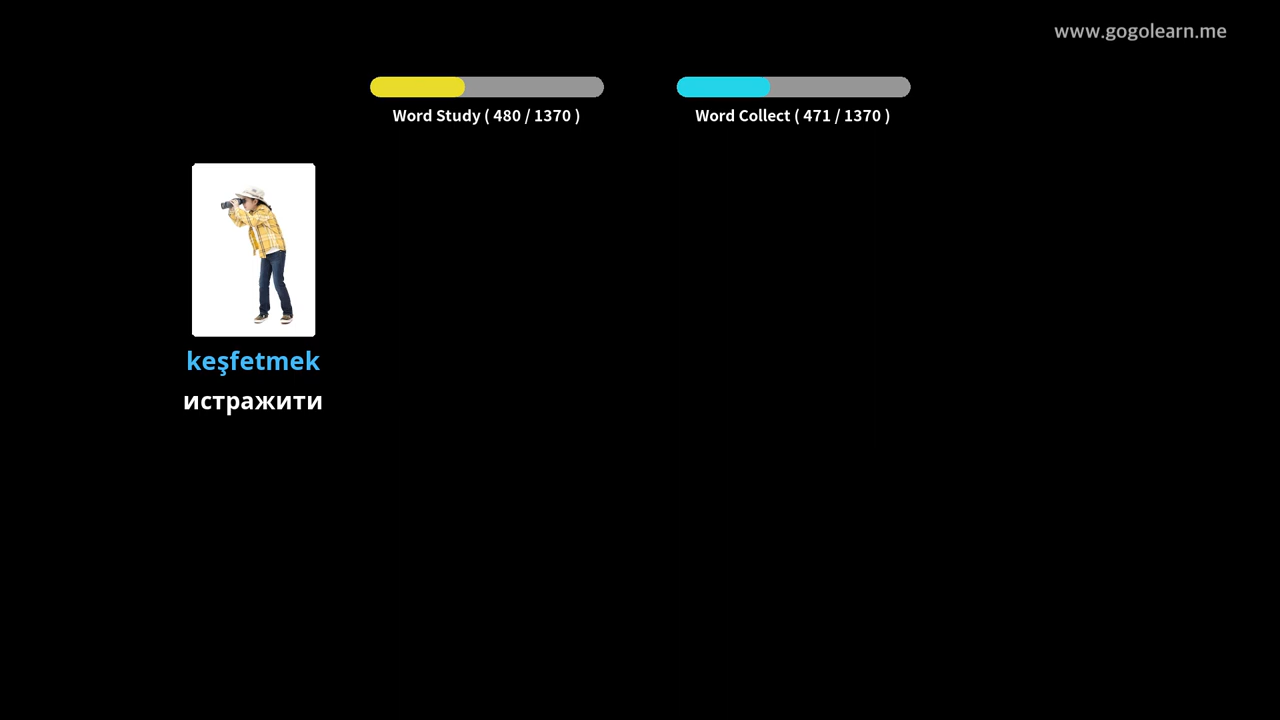 www.gogolearn.me
Word Study ( 480 / 1370 )
Word Collect ( 471 / 1370 )
keşfetmek
истражити